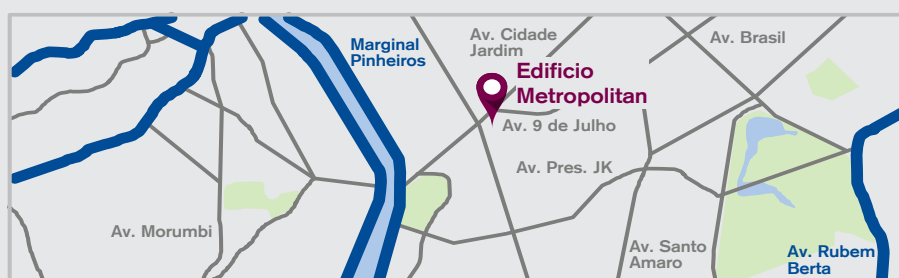 Av. Cidade
Jardim
Av. Brasil
Marginal
Pinheiros
Edificio
Metropolitan
Av. 9 de Julho
Av. Pres. JK
Av. Morumbi
Av. Santo
Amaro
Av. Rubem
Berta